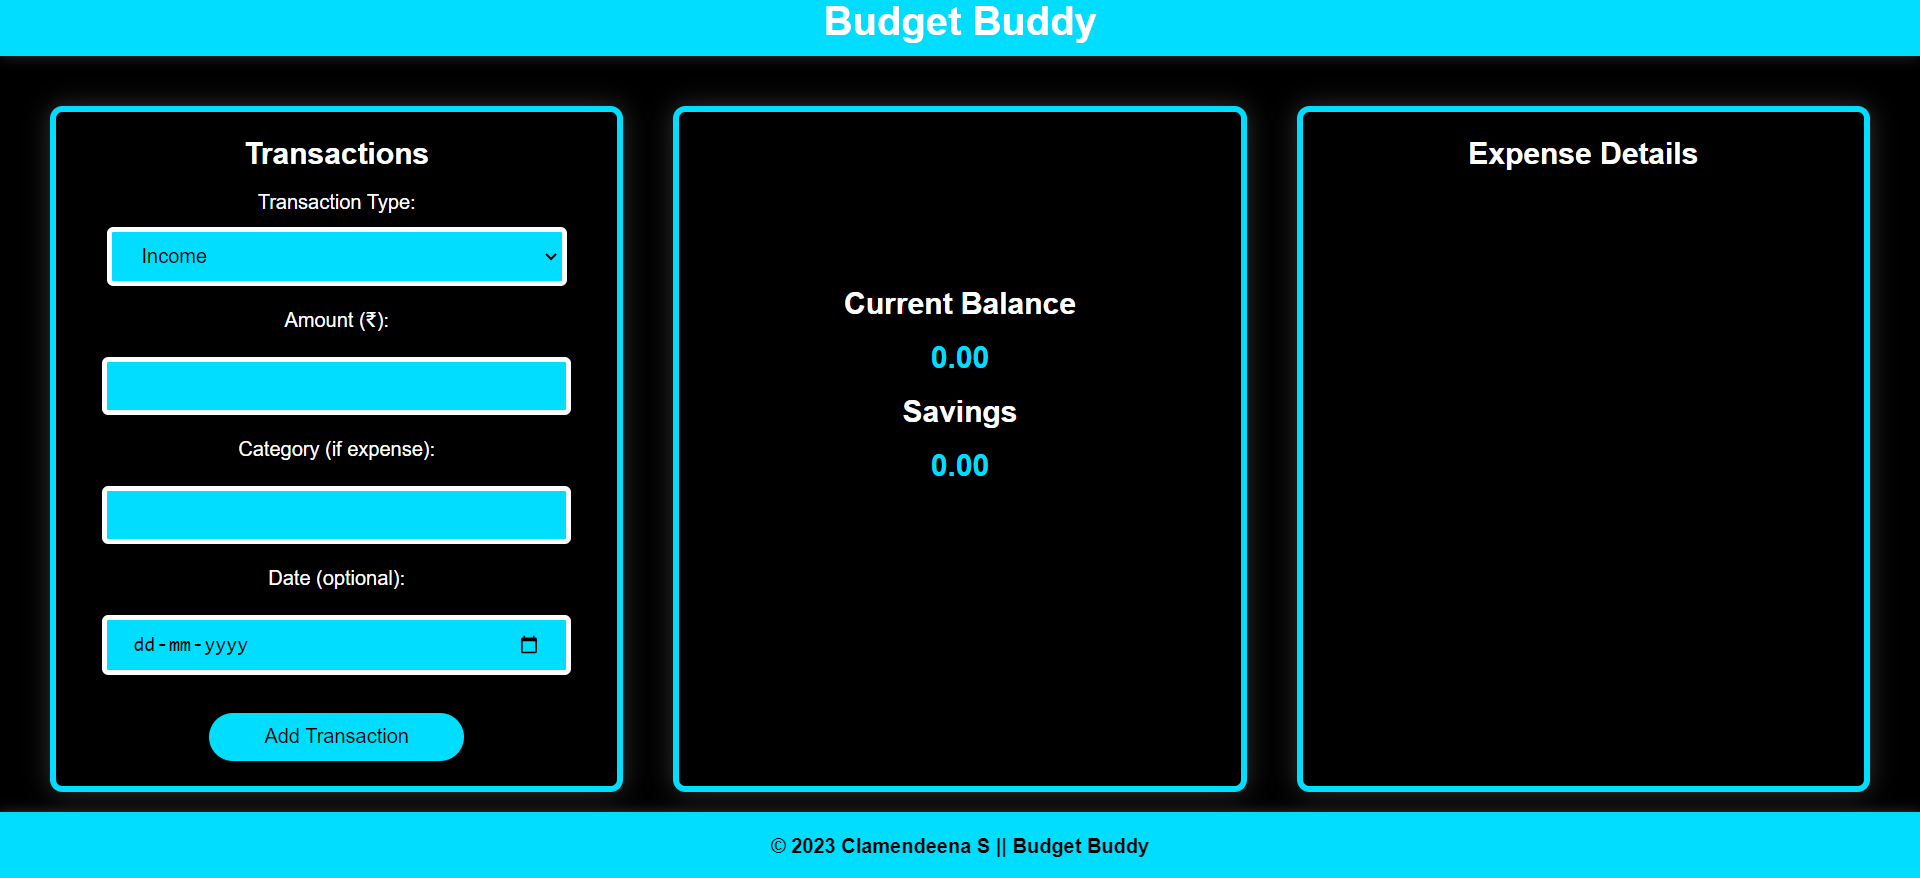 Budget Buddy
Transactions
Transaction Type:
Income
Amount (₹):
Category (if expense):
Date (optional):
dd-mm-yyyy
Add Transaction
Current Balance
0.00
Savings
0.00
Expense Details
© 2023 Clamendeena S || Budget Buddy